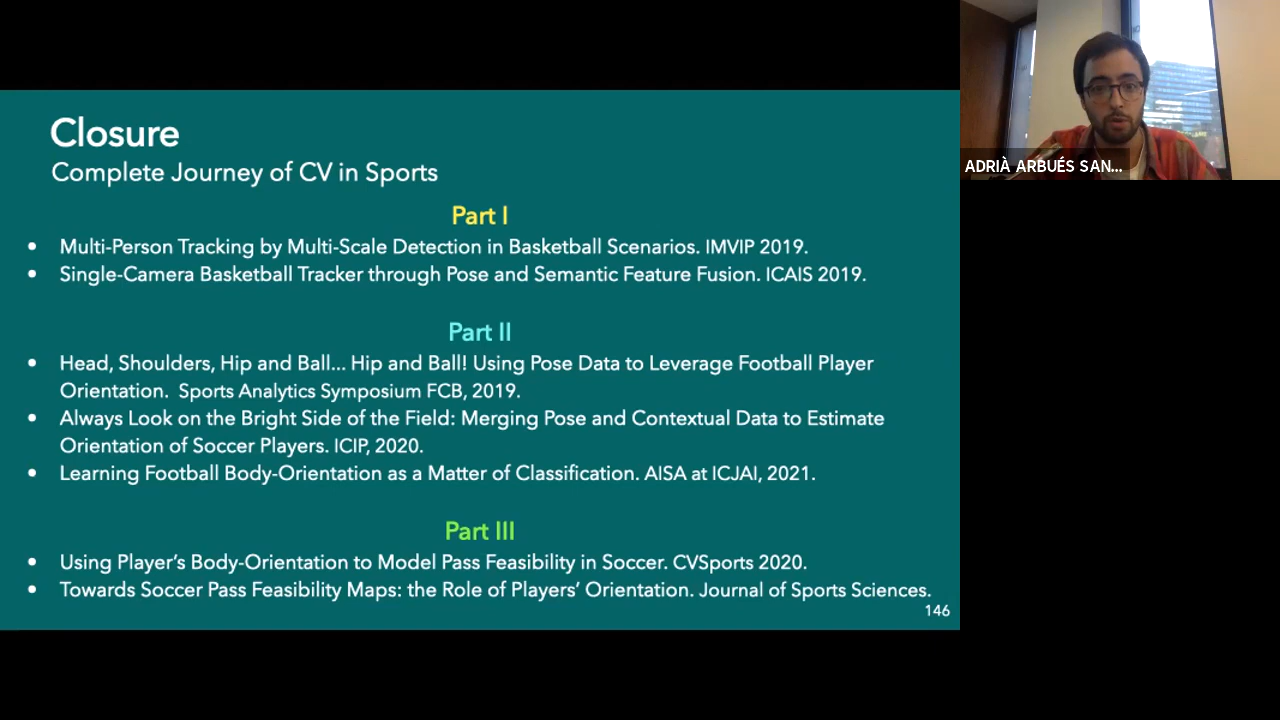 Closure
Complete Journey of CV in Sports
Part I
• Multi-Person Tracking by Multi-Scale Detection in Basketball Scenarios. IMVIP 2019.
• Single-Camera Basketball Tracker through Pose and Semantic Feature Fusion. ICAIS 2019.
Part II
• Head, Shoulders, Hip and Ball... Hip and Ball! Using Pose Data to Leverage Football Player
Orientation. Sports Analytics Symposium FCB, 2019.
• Always Look on the Bright Side of the Field: Merging Pose and Contextual Data to Estimate
Orientation of Soccer Players. ICIP, 2020.
• Learning Football Body-Orientation as a Matter of Classification. AISA at ICJAI, 2021.
Part III
• Using Player's Body-Orientation to Model Pass Feasibility in Soccer. CVSports 2020.
• Towards Soccer Pass Feasibility Maps: the Role of Players' Orientation. Journal of Sports Sciences.
146
ADRIÀ ARBUÉS SAN...